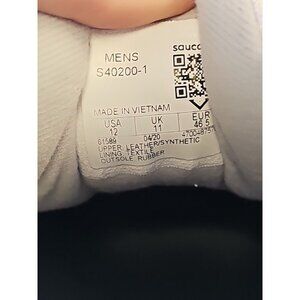 MENS
S40200-1
MADE IN VIETNAM
USA UK EUR
12 11 46.5
61589 04/20
UPPER: LEATHER/SYNTHETIC
LINING: TEXTILE
OUTSOLE: RUBBER